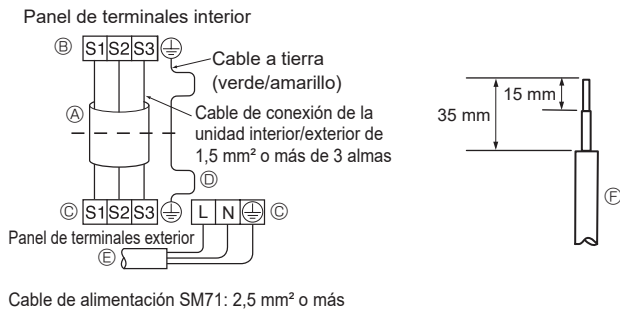 Panel de terminales interior
Ⓑ S1 S2 S3
Cable a tierra
(verde/amarillo)
Ⓐ
Cable de conexión de la
unidad interior/exterior de
1,5 mm² o más de 3 almas
Ⓓ
Ⓒ S1 S2 S3 L N Ⓒ
Panel de terminales exterior
Ⓔ
15 mm
35 mm
Ⓕ
Cable de alimentación SM71: 2,5 mm² o más